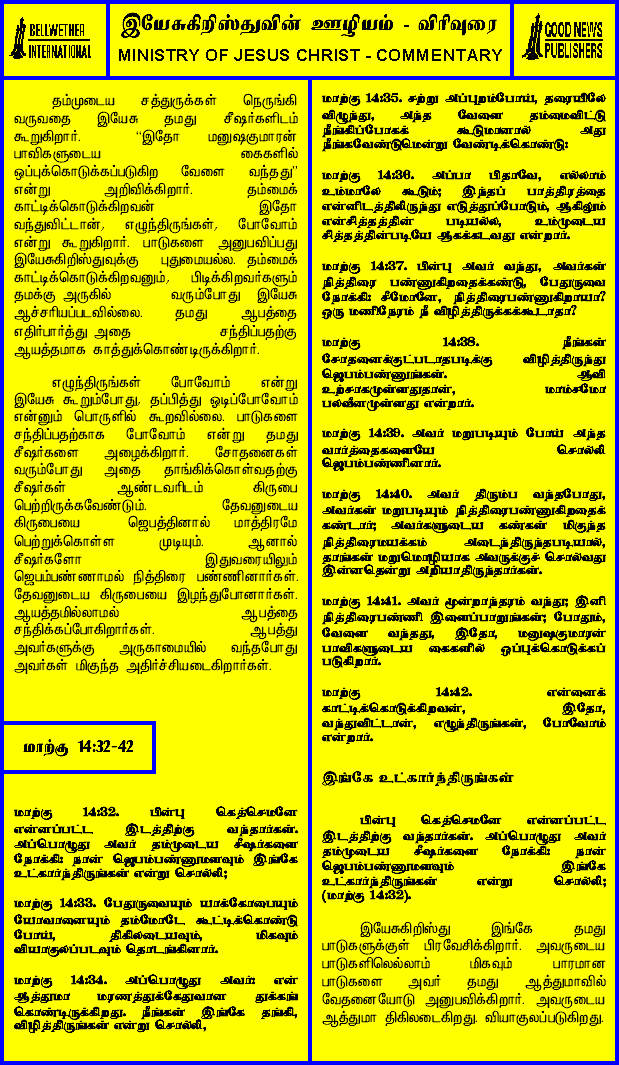 BELLWETHER
INTERNATIONAL
இயேசுகிறிஸ்துவின் ஊழியம் - விரிவுரை
MINISTRY OF JESUS CHRIST - COMMENTARY
GOOD NEWS
PUBLISHERS
தம்முடைய சத்துருக்கள் நெருங்கி
வருவதை இயேசு தமது சீஷர்களிடம்
கூறுகிறார். "இதோ மனுஷகுமாரன்
பாவிகளுடைய கைகளில்
ஒப்புக்கொடுக்கப்படுகிற வேளை வந்தது"
என்று அறிவிக்கிறார். தம்மைக்
காட்டிக்கொடுக்கிறவன் இதோ
வந்துவிட்டான், எழுந்திருங்கள், போவோம்
என்று கூறுகிறார். பாடுகளை அனுபவிப்பது
இயேசுகிறிஸ்துவுக்கு புதுமையல்ல. தம்மைக்
காட்டிக்கொடுக்கிறவனும், பிடிக்கிறவர்களும்
தமக்கு அருகில் வரும்போது இயேசு
ஆச்சரியப்படவில்லை. தமது ஆபத்தை
எதிர்பார்த்து அதை சந்திப்பதற்கு
ஆயத்தமாக காத்துக்கொண்டிருக்கிறார்.
எழுந்திருங்கள் போவோம் என்று
இயேசு கூறும்போது, தப்பித்து ஓடிப்போவோம்
என்னும் பொருளில் கூறவில்லை. பாடுகளை
சந்திப்பதற்காக போவோம் என்று தமது
சீஷர்களை அழைக்கிறார். சோதனைகள்
வரும்போது அதை தாங்கிக்கொள்வதற்கு
சீஷர்கள் ஆண்டவரிடம் கிருபை
பெற்றிருக்கவேண்டும். தேவனுடைய
கிருபையை ஜெபத்தினால் மாத்திரமே
பெற்றுக்கொள்ள முடியும். ஆனால்
சீஷர்களோ இதுவரையிலும்
ஜெபம்பண்ணாமல் நித்திரை பண்ணினார்கள்.
தேவனுடைய கிருபையை இழந்துபோனார்கள்.
ஆயத்தமில்லாமல் ஆபத்தை
சந்திக்கப்போகிறார்கள். ஆபத்து
அவர்களுக்கு அருகாமையில் வந்தபோது
அவர்கள் மிகுந்த அதிர்ச்சியடைகிறார்கள்.
மாற்கு 14:32-42
மாற்கு 14:32. பின்பு கெத்செமனே
என்னப்பட்ட இடத்திற்கு வந்தார்கள்.
அப்பொழுது அவர் தம்முடைய சீஷர்களை
நோக்கி: நான் ஜெபம்பண்ணுமளவும் இங்கே
உட்கார்ந்திருங்கள் என்று சொல்லி;
மாற்கு 14:33. பேதுருவையும் யாக்கோபையும்
யோவானையும் தம்மோடே கூட்டிக்கொண்டு
போய், திகிலடையவும், மிகவும்
வியாகுலப்படவும் தொடங்கினார்.
மாற்கு 14:34. அப்பொழுது அவர்: என்
ஆத்துமா மரணத்துக்கேதுவான துக்கங்
கொண்டிருக்கிறது. நீங்கள் இங்கே தங்கி,
விழித்திருங்கள் என்று சொல்லி,
மாற்கு 14:35. சற்று அப்புறம்போய், தரையிலே
விழுந்து, அந்த வேளை தம்மைவிட்டு
நீங்கிப்போகக் கூடுமானால் அது
நீங்கவேண்டுமென்று வேண்டிக்கொண்டு:
மாற்கு 14:36. அப்பா பிதாவே, எல்லாம்
உம்மாலே கூடும்; இந்தப் பாத்திரத்தை
என்னிடத்திலிருந்து எடுத்துப்போடும், ஆகிலும்
என்சித்தத்தின் படியல்ல, உம்முடைய
சித்தத்தின்படியே ஆகக்கடவது என்றார்.
மாற்கு 14:37. பின்பு அவர் வந்து, அவர்கள்
நித்திரை பண்ணுகிறதைக்கண்டு, பேதுருவை
நோக்கி: சீமோனே, நித்திரைபண்ணுகிறாயா?
ஒரு மணிநேரம் நீ விழித்திருக்கக்கூடாதா?
மாற்கு 14:38. நீங்கள்
சோதனைக்குட்படாதபடிக்கு விழித்திருந்து
ஜெபம்பண்ணுங்கள். ஆவி
உற்சாகமுள்ளதுதான், மாம்சமோ
பலவீனமுள்ளது என்றார்.
மாற்கு 14:39. அவர் மறுபடியும் போய் அந்த
வார்த்தைகளையே சொல்லி
ஜெபம்பண்ணினார்.
மாற்கு 14:40. அவர் திரும்ப வந்தபோது,
அவர்கள் மறுபடியும் நித்திரைபண்ணுகிறதைக்
கண்டார்; அவர்களுடைய கண்கள் மிகுந்த
நித்திரைமயக்கம் அடைந்திருந்தபடியால்,
தாங்கள் மறுமொழியாக அவருக்குச் சொல்வது
இன்னதென்று அறியாதிருந்தார்கள்.
மாற்கு 14:41. அவர் மூன்றாந்தரம் வந்து; இனி
நித்திரைபண்ணி இளைப்பாறுங்கள்; போதும்,
வேளை வந்தது, இதோ, மனுஷகுமாரன்
பாவிகளுடைய கைகளில் ஒப்புக்கொடுக்கப்
படுகிறார்.
மாற்கு 14:42. என்னைக்
காட்டிக்கொடுக்கிறவன், இதோ,
வந்துவிட்டான், எழுந்திருங்கள், போவோம்
என்றார்.
இங்கே உட்கார்ந்திருங்கள்
பின்பு கெத்செமனே என்னப்பட்ட
இடத்திற்கு வந்தார்கள். அப்பொழுது அவர்
தம்முடைய சீஷர்களை நோக்கி: நான்
ஜெபம்பண்ணுமளவும் இங்கே
உட்கார்ந்திருங்கள் என்று சொல்லி;
(மாற்கு 14:32).
இயேசுகிறிஸ்து இங்கே தமது
பாடுகளுக்குள் பிரவேசிக்கிறார். அவருடைய
பாடுகளிலெல்லாம் மிகவும் பாரமான
பாடுகளை அவர் தமது ஆத்துமாவில்
வேதனையோடு அனுபவிக்கிறார். அவருடைய
ஆத்துமா திகிலடைகிறது. வியாகுலப்படுகிறது.